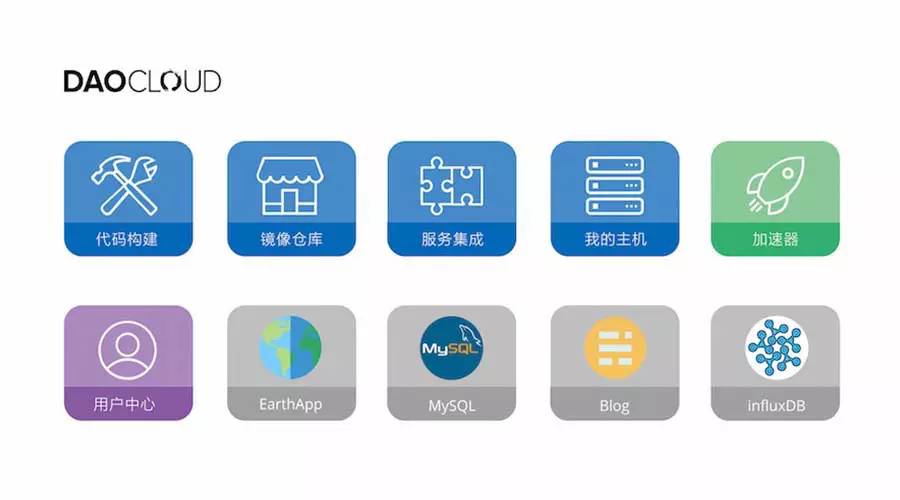 DAOCLOUD
代码构建
镜像仓库
服务集成
我的主机
加速器
用户中心
EarthApp
MySQL
MySQL
Blog
influxDB